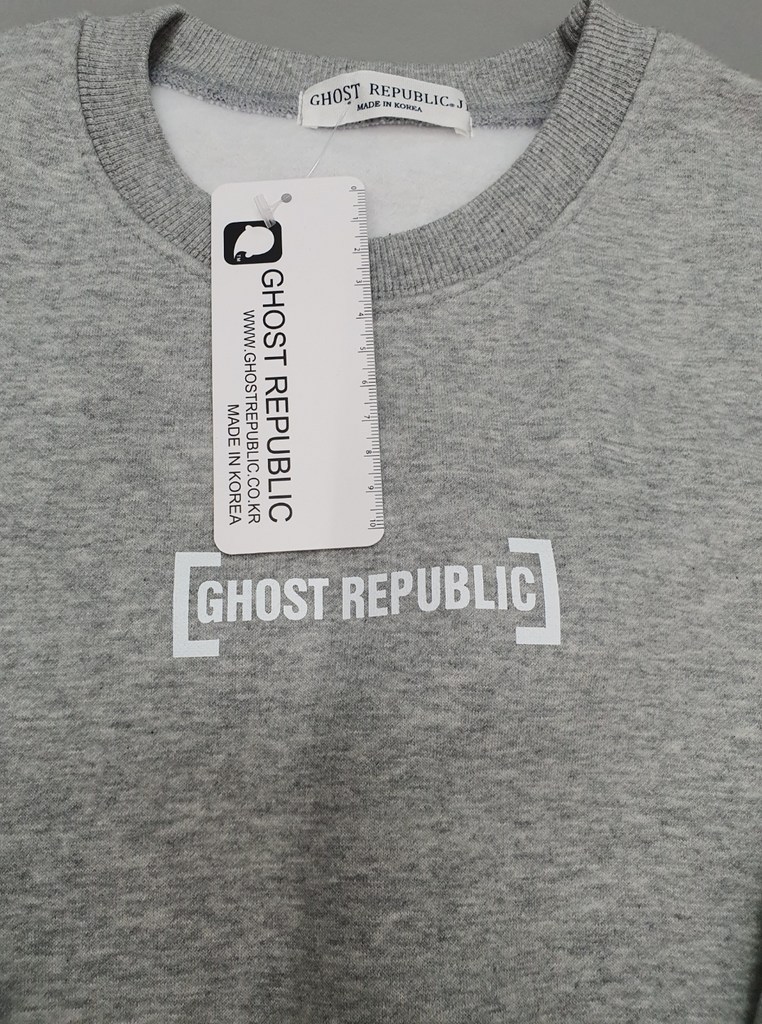 GHOST REPUBLIC
MADE IN KOREA
GHOST REPUBLIC
WWW.GHOSTREPUBLIC.CO.KR
MADE IN KOREA
0 1 2 3 4 5 6 7 8 9 10
[GHOST REPUBLIC]